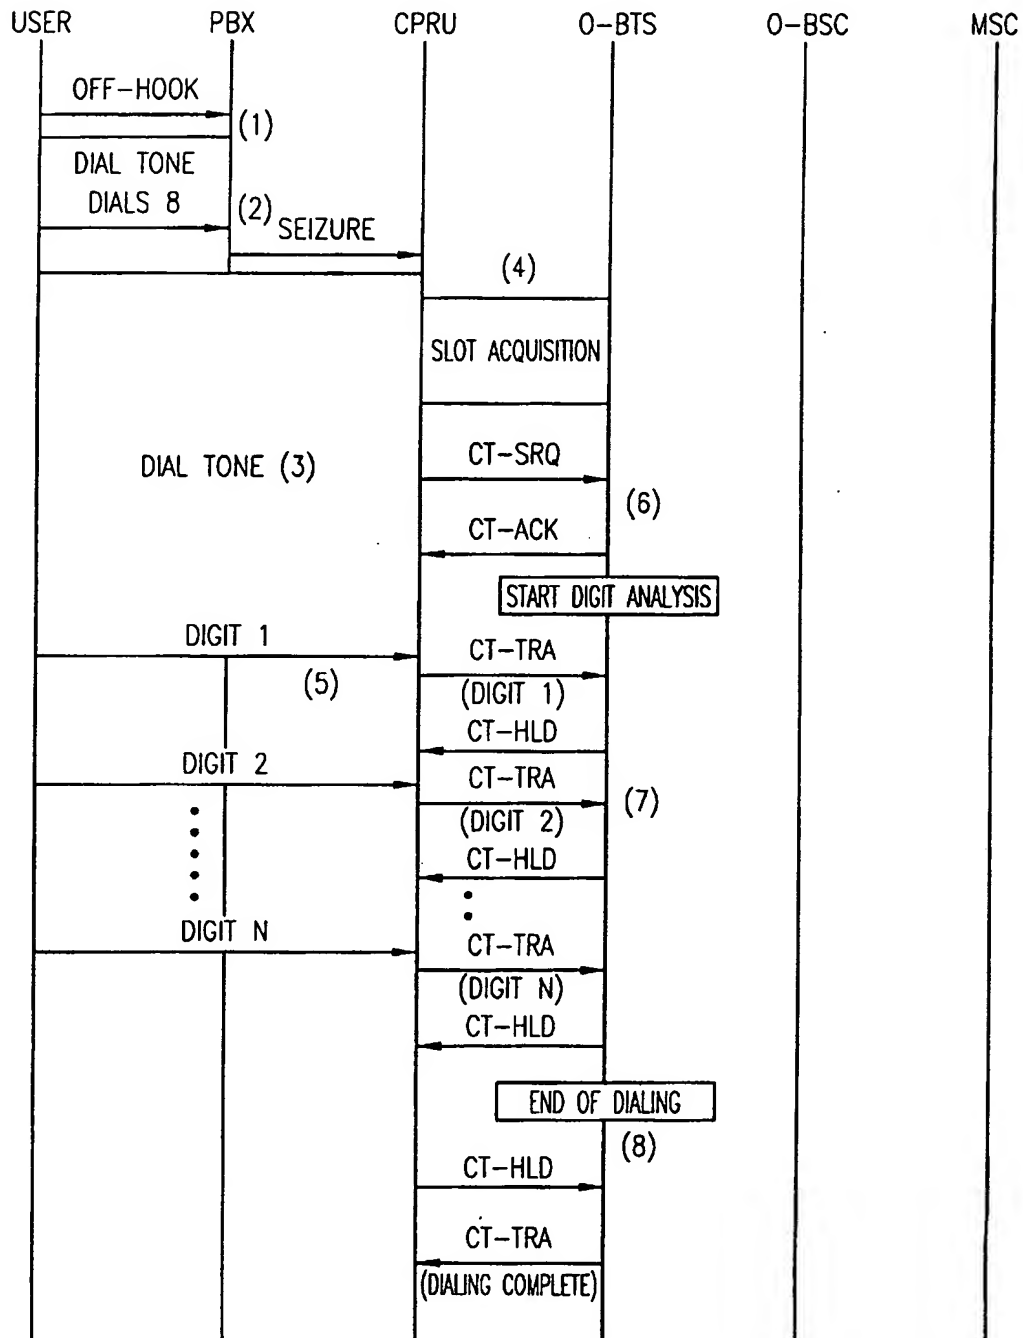 USER PBX CPRU O-BTS O-BSC MSC
OFF-HOOK
(1)
DIAL TONE
DIALS 8
(2)
SEIZURE
(4)
SLOT ACQUISITION
CT-SRQ
DIAL TONE (3)
(6)
CT-ACK
START DIGIT ANALYSIS
DIGIT 1
CT-TRA
(5)
(DIGIT 1)
CT-HLD
DIGIT 2
CT-TRA
(7)
(DIGIT 2)
CT-HLD
DIGIT N
CT-TRA
(DIGIT N)
CT-HLD
END OF DIALING
(8)
CT-HLD
CT-TRA
(DIALING COMPLETE)